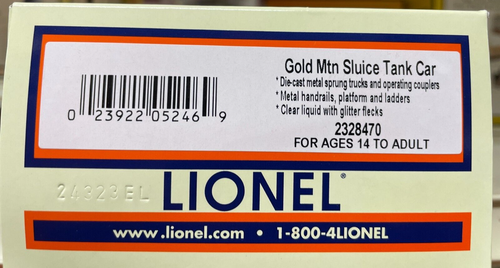 Gold Mtn Sluice Tank Car
* Die-cast metal sprung trucks and operating couplers
* Metal handrails, platform and ladders
* Clear liquid with glitter flecks
2328470
FOR AGES 14 TO ADULT
0 23922 05246 9
24323EL
LIONEL®
www.lionel.com • 1-800-4LIONEL